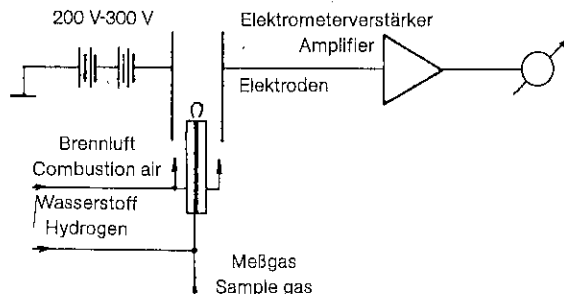 200 V-300 V
Elektrometerverstärker
Amplifier
Elektroden
Brennluft
Combustion air
Wasserstoff
Hydrogen
Meßgas
Sample gas